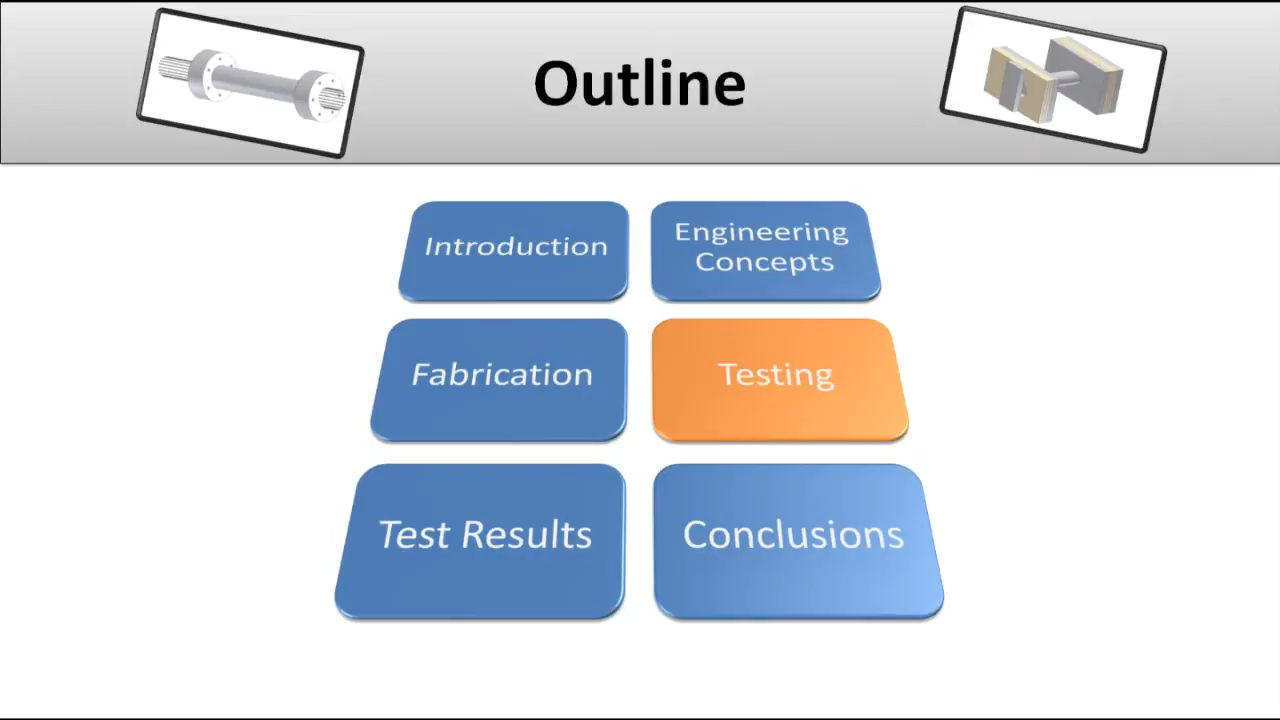 Outline
Introduction
Engineering
Concepts
Fabrication
Testing
Test Results
Conclusions